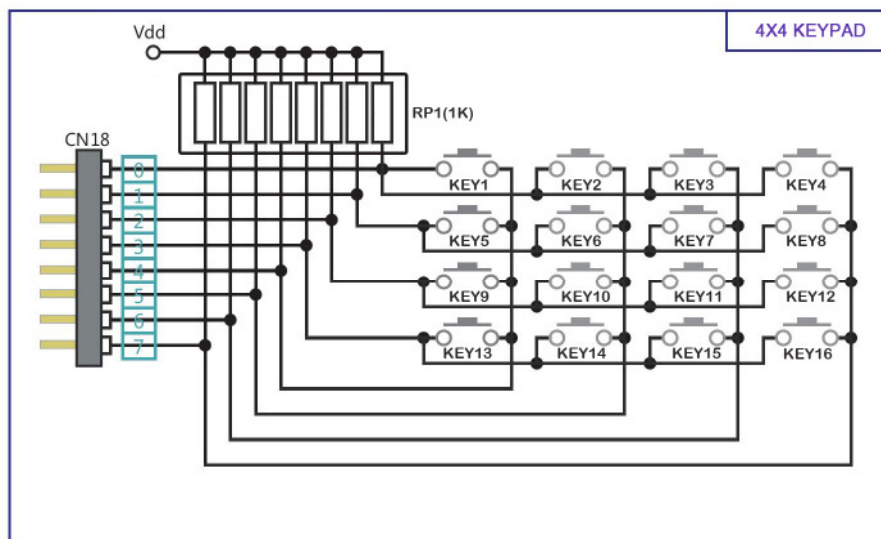 4X4 KEYPAD
Vdd
RP1(1K)
CN18
0
1
2
3
4
5
6
7
KEY1 KEY2 KEY3 KEY4
KEY5 KEY6 KEY7 KEY8
KEY9 KEY10 KEY11 KEY12
KEY13 KEY14 KEY15 KEY16